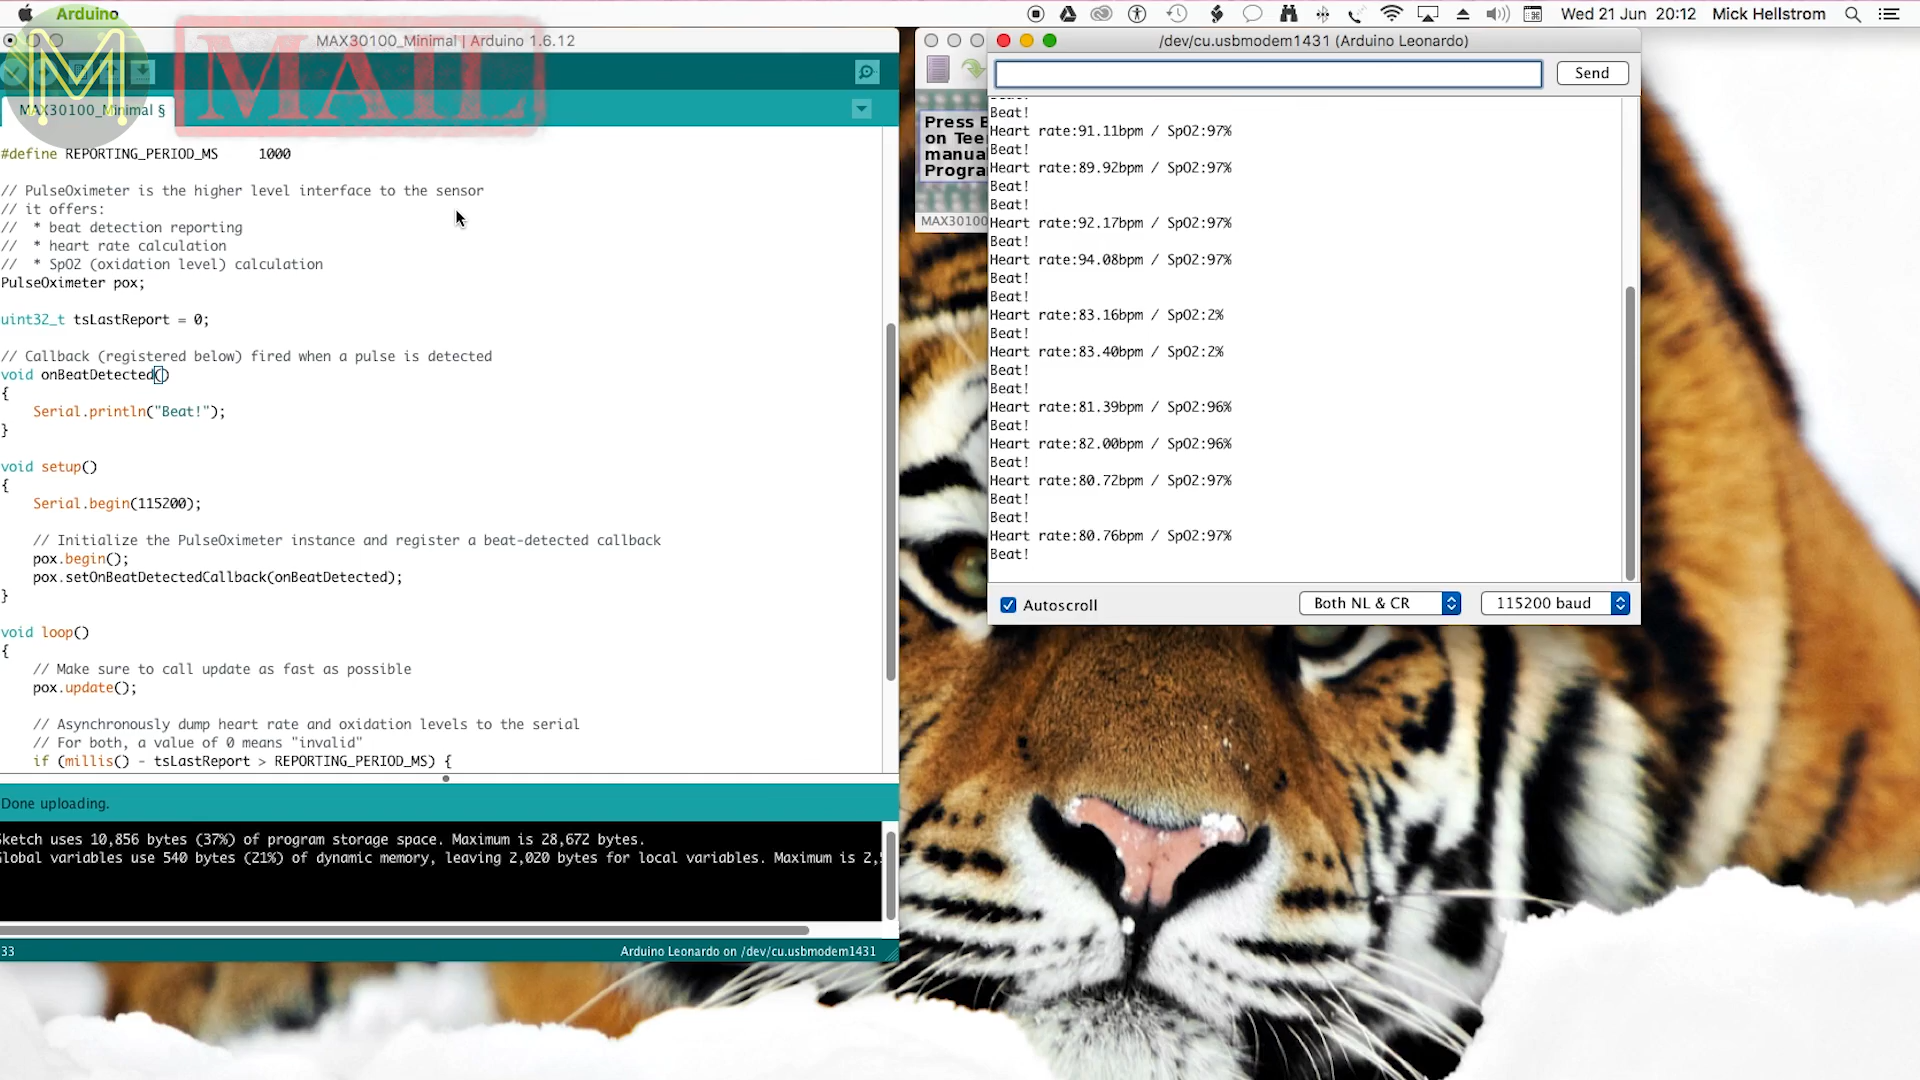 Arduino
Wed 21 Jun 20:12 Mick Hellstrom
M
MAIL
MAX30100_Minimal | Arduino 1.6.12
MAX30100_Minimal §
#define REPORTING_PERIOD_MS 1000
// PulseOximeter is the higher level interface to the sensor
// it offers:
// * beat detection reporting
// * heart rate calculation
// * SpO2 (oxidation level) calculation
PulseOximeter pox;
uint32_t tsLastReport = 0;
// Callback (registered below) fired when a pulse is detected
void onBeatDetected()
{
Serial.println("Beat!");
}
void setup()
{
Serial.begin(115200);
// Initialize the PulseOximeter instance and register a beat-detected callback
pox.begin();
pox.setOnBeatDetectedCallback(onBeatDetected);
}
void loop()
{
// Make sure to call update as fast as possible
pox.update();
// Asynchronously dump heart rate and oxidation levels to the serial
// For both, a value of 0 means "invalid"
if (millis() - tsLastReport > REPORTING_PERIOD_MS) {
Done uploading.
Sketch uses 10,856 bytes (37%) of program storage space. Maximum is 28,672 bytes.
Global variables use 540 bytes (21%) of dynamic memory, leaving 2,020 bytes for local variables. Maximum is 2,5
33
Arduino Leonardo on /dev/cu.usbmodem1431
Press B
on Tee
manua
Progra
MAX30100
/dev/cu.usbmodem1431 (Arduino Leonardo)
Send
Beat!
Beat!
Heart rate:91.11bpm / SpO2:97%
Beat!
Heart rate:89.92bpm / SpO2:97%
Beat!
Beat!
Heart rate:92.17bpm / SpO2:97%
Beat!
Heart rate:94.08bpm / SpO2:97%
Beat!
Beat!
Heart rate:83.16bpm / SpO2:2%
Beat!
Heart rate:83.40bpm / SpO2:2%
Beat!
Beat!
Heart rate:81.39bpm / SpO2:96%
Beat!
Heart rate:82.00bpm / SpO2:96%
Beat!
Heart rate:80.72bpm / SpO2:97%
Beat!
Beat!
Heart rate:80.76bpm / SpO2:97%
Beat!
Autoscroll
Both NL & CR
115200 baud